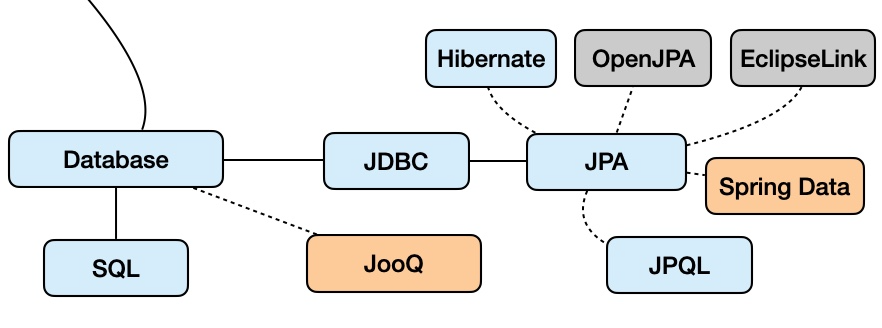 Hibernate
OpenJPA
EclipseLink
Database
JDBC
JPA
Spring Data
SQL
JooQ
JPQL